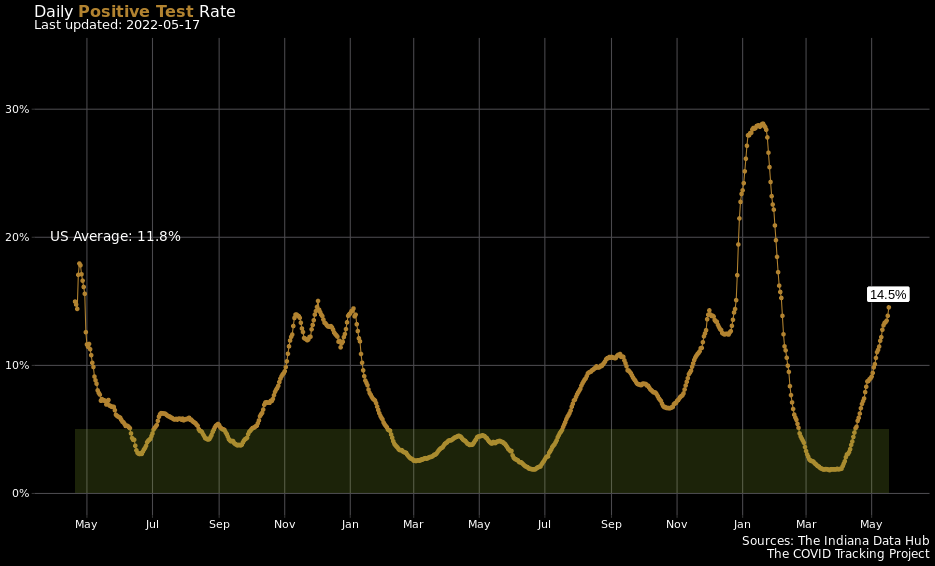 Daily Positive Test Rate
Last updated: 2022-05-17
30%
20%
US Average: 11.8%
14.5%
10%
0%
May Jul Sep Nov Jan Mar May Jul Sep Nov Jan Mar May
Sources: The Indiana Data Hub
The COVID Tracking Project